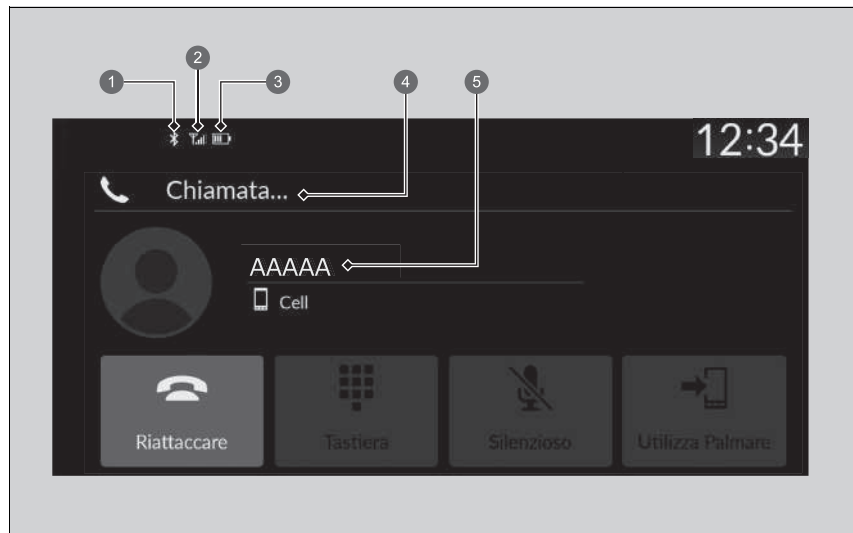 2
1 3 4 5
12:34
Chiamata...
AAAAA
Cell
Riattaccare Tastiera Silenzioso Utilizza Palmare